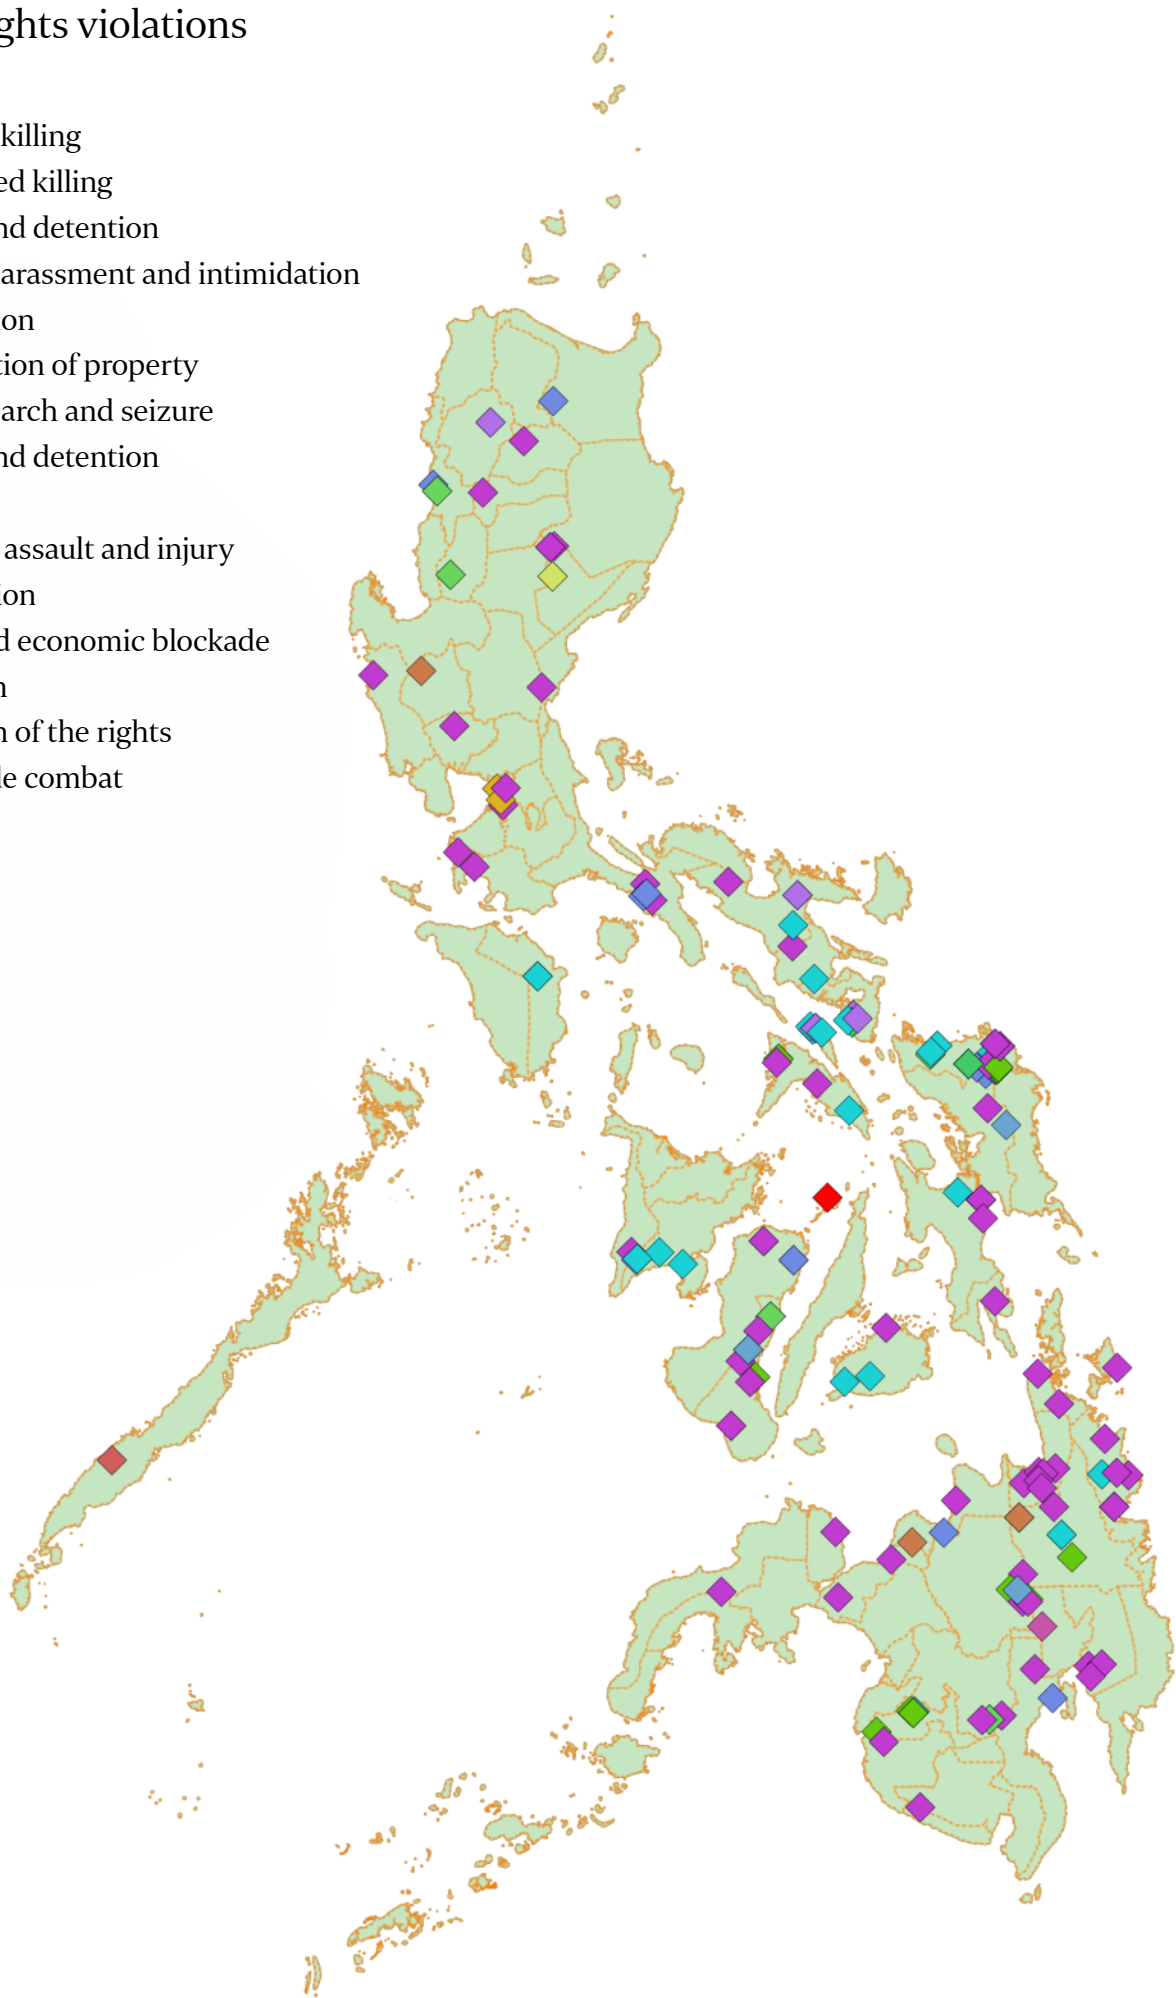 ghts violations
killing
ed killing
nd detention
arassment and intimidation
on
tion of property
arch and seizure
nd detention
assault and injury
ion
d economic blockade
n
n of the rights
le combat